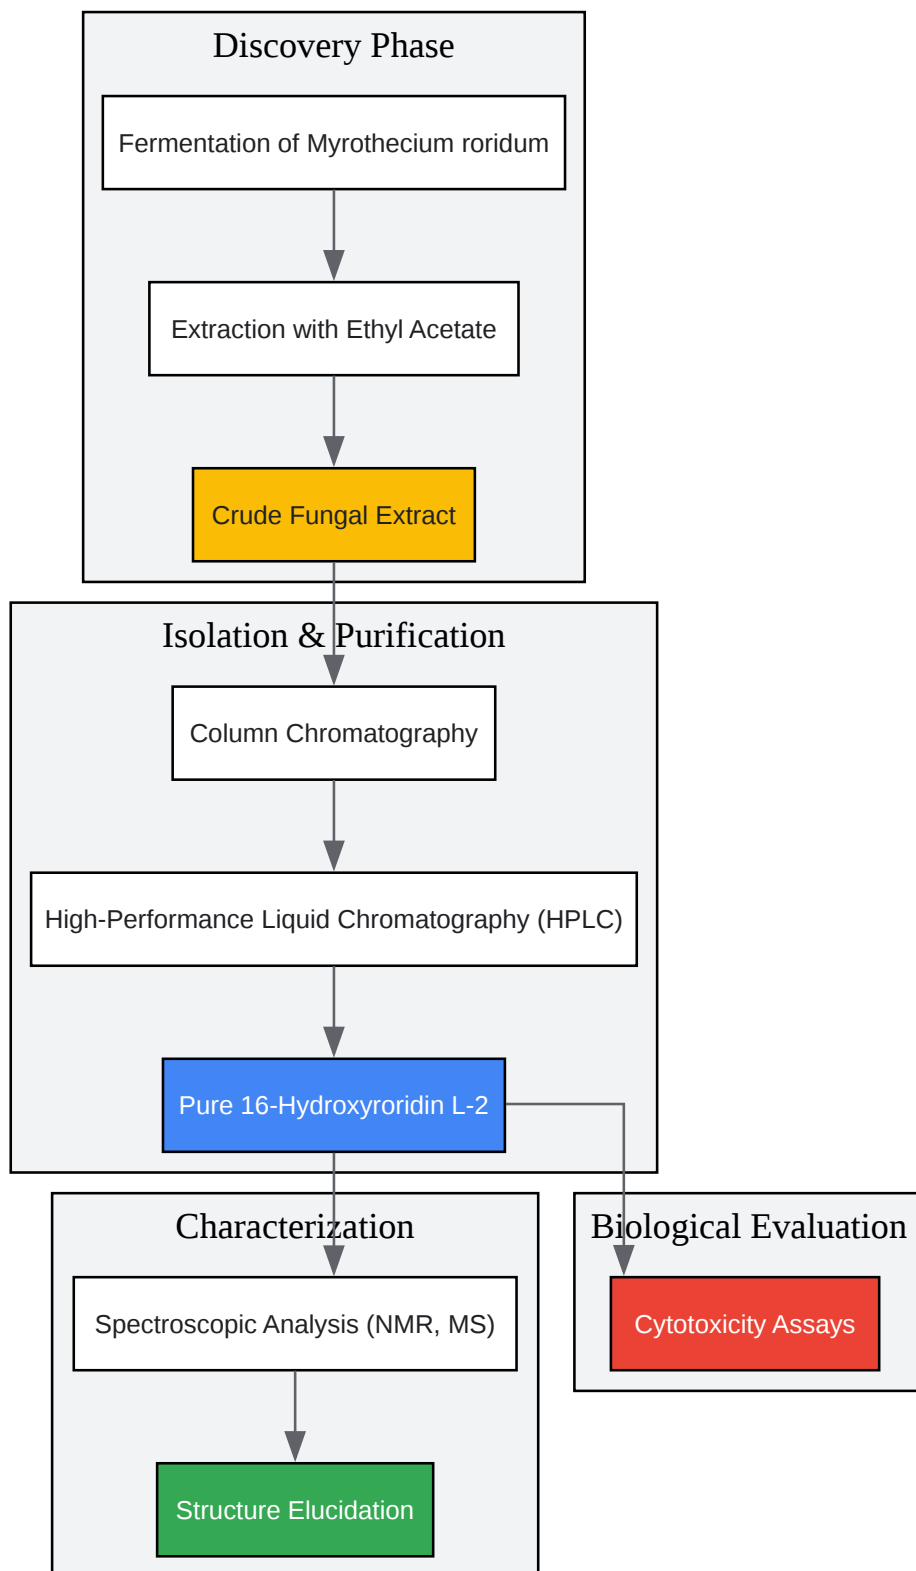 Discovery Phase
Fermentation of Myrothecium roridum
Extraction with Ethyl Acetate
Crude Fungal Extract
Isolation & Purification
Column Chromatography
High-Performance Liquid Chromatography (HPLC)
Pure 16-Hydroxyroridin L-2
Characterization
Spectroscopic Analysis (NMR, MS)
Structure Elucidation
Biological Evaluation
Cytotoxicity Assays